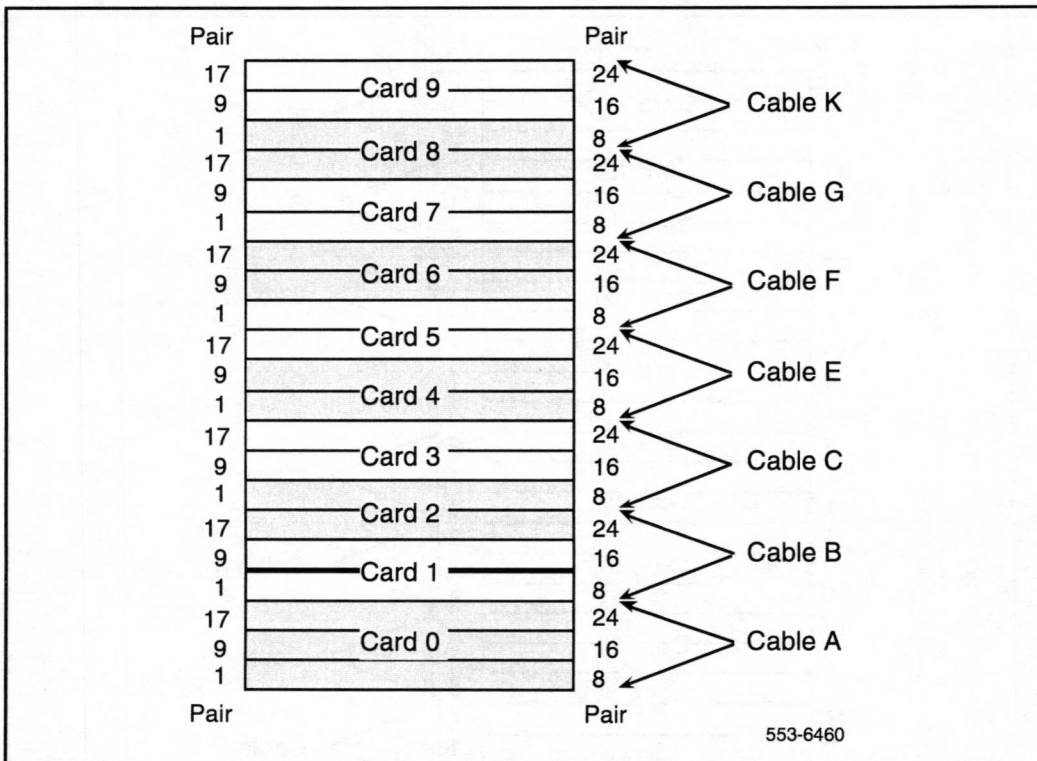 Pair Pair
17 24
Card 9
9 16 Cable K
1 8
Card 8
17 24
9 16 Cable G
Card 7
1 8
17 24
Card 6
9 16 Cable F
1 8
Card 5
17 24
9 16 Cable E
Card 4
1 8
17 24
Card 3
9 16 Cable C
1 8
Card 2
17 24
9 16 Cable B
Card 1
1 8
17 24
Card 0
9 16 Cable A
1 8
Pair Pair
553-6460